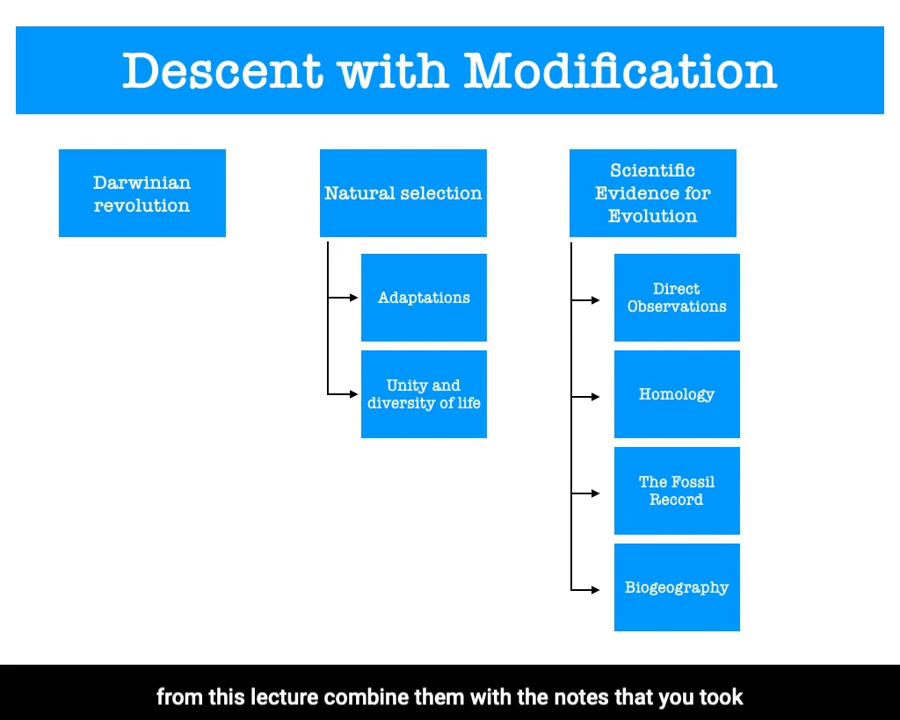 Descent with Modification
Darwinian
revolution
Natural selection
Adaptations
Unity and
diversity of life
Scientific
Evidence for
Evolution
Direct
Observations
Homology
The Fossil
Record
Biogeography
from this lecture combine them with the notes that you took